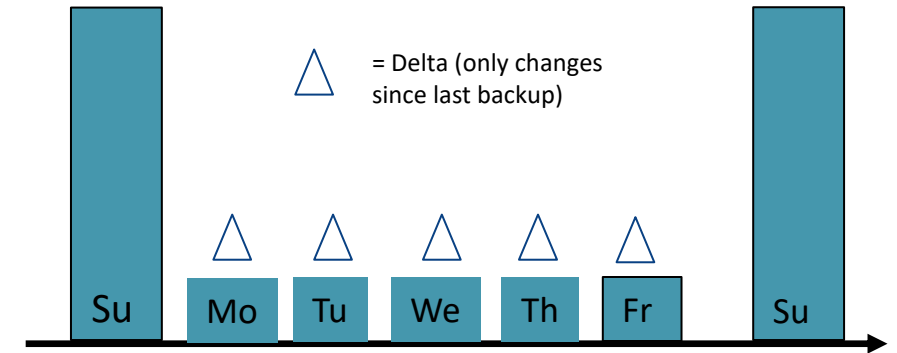 = Delta (only changes
since last backup)
Su Mo Tu We Th Fr Su